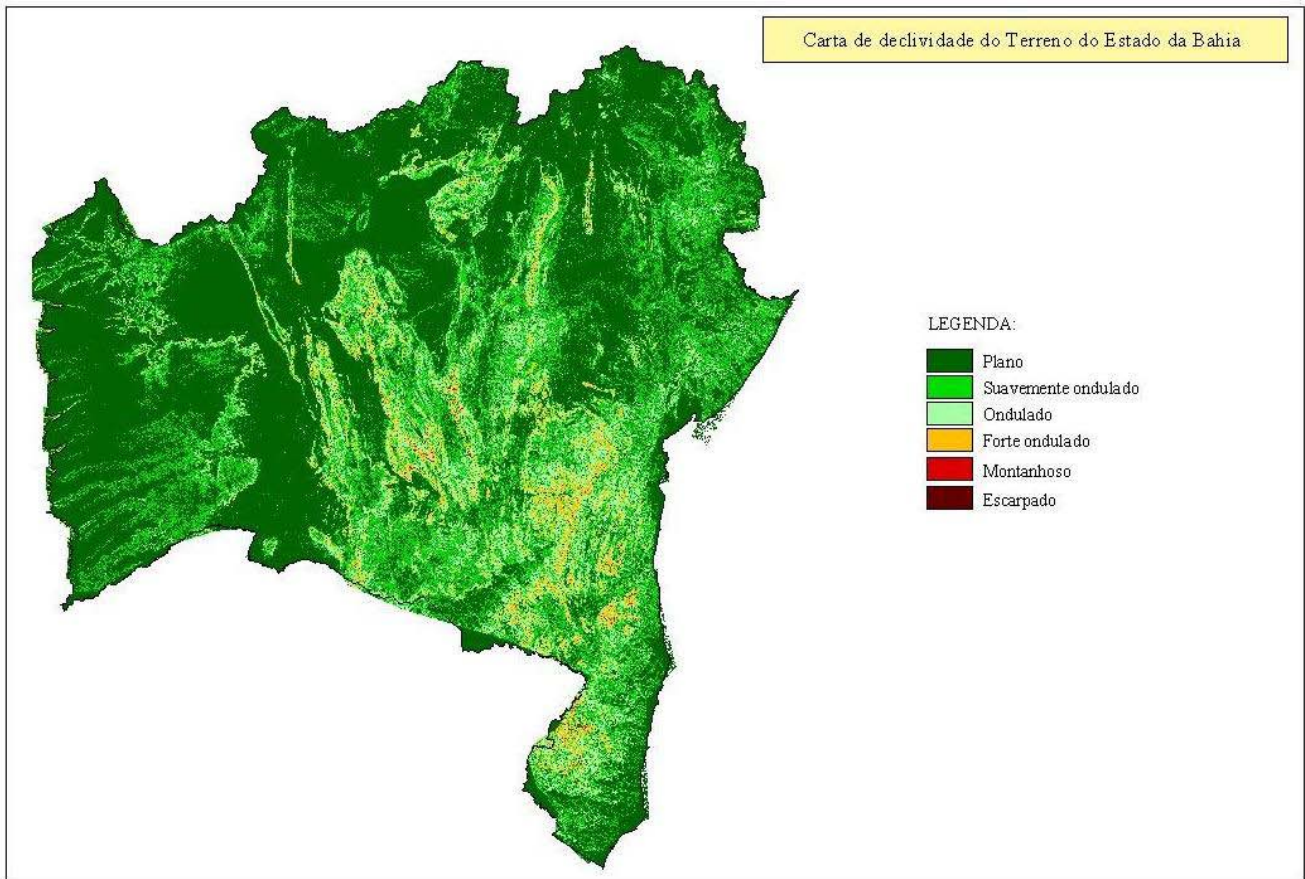 Carta de declividade do Terreno do Estado da Bahia
LEGENDA:
Plano
Suavemente ondulado
Ondulado
Forte ondulado
Montanhoso
Escarpado